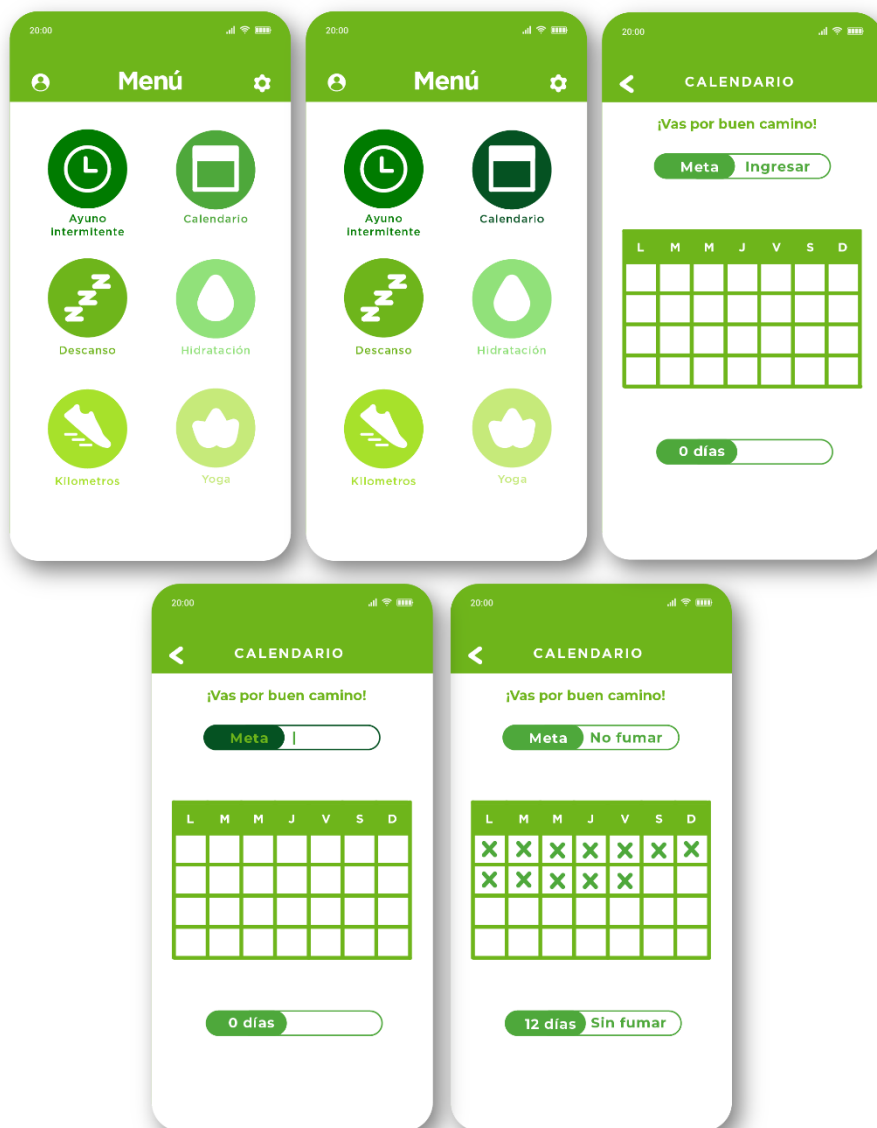 20:00
Menú
Ayuno
intermitente
Calendario
Descanso
Hidratación
Kilometros
Yoga
20:00
Menú
Ayuno
intermitente
Calendario
Descanso
Hidratación
Kilometros
Yoga
20:00
CALENDARIO
¡Vas por buen camino!
Meta Ingresar
L M M J V S D
0 días
20:00
CALENDARIO
¡Vas por buen camino!
Meta |
L M M J V S D
0 días
20:00
CALENDARIO
¡Vas por buen camino!
Meta No fumar
L M M J V S D
X X X X X X X
X X X X X
12 días Sin fumar